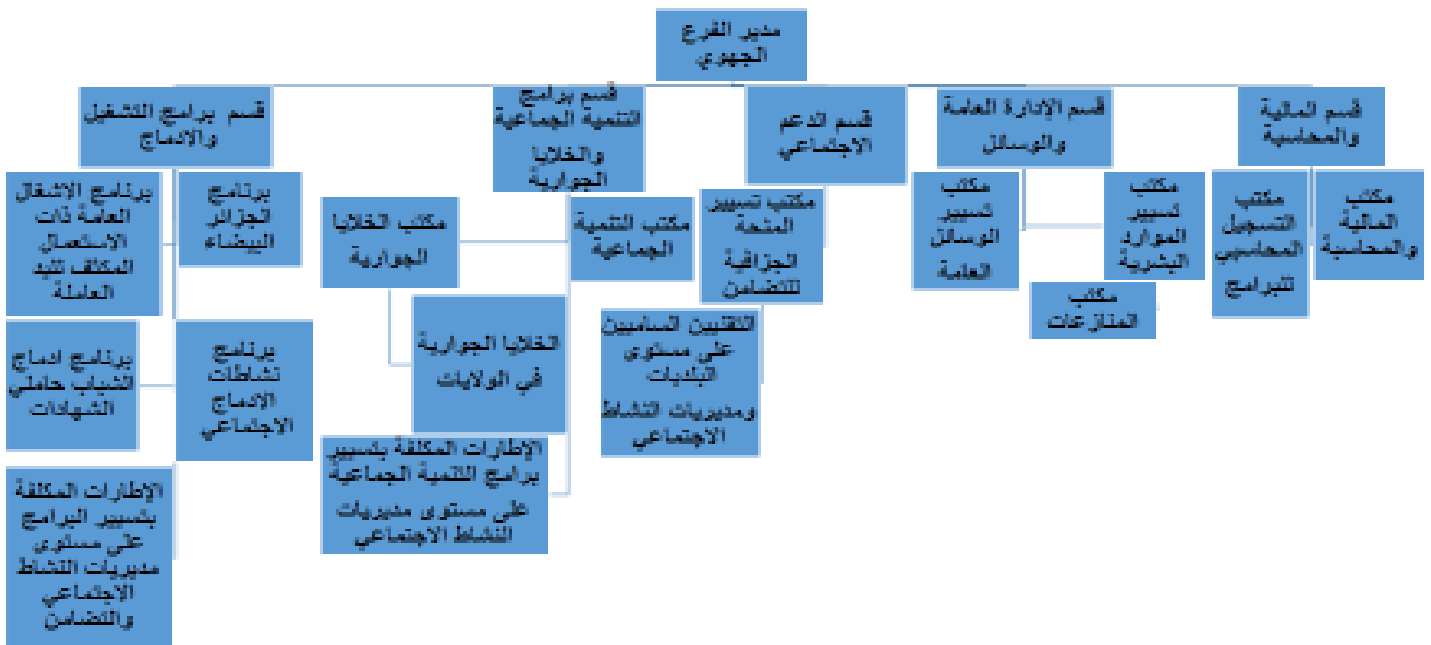 مدير الفرع
الجهوي
قسم المالية
والمحاسبة
مكتب
المالية
والمحاسبة
مكتب
التسجيل
المحاسبي
للبرامج
قسم الإدارة العامة
والوسائل
مكتب
تسيير
الموارد
البشرية
مكتب
تسيير
الوسائل
العامة
مكتب
المنازعات
قسم الدعم
الاجتماعي
مكتب تسيير
المنحة
الجزافية
للتضامن
التقنيين الساميين
على مستوى
البلديات
ومديريات النشاط
الاجتماعي
قسم برامج
التنمية الجماعية
والخلايا
الجوارية
مكتب التنمية
الجماعية
مكتب الخلايا
الجوارية
الخلايا الجوارية
في الولايات
الإطارات المكلفة بتسيير
برامج التنمية الجماعية
على مستوى مديريات
النشاط الاجتماعي
قسم برامج التشغيل
والإدماج
برنامج
الجزائر
البيضاء
برنامج الاشغال
العامة ذات
الاستعمال
المكثف لليد
العاملة
برنامج
نشاطات
الإدماج
الاجتماعي
برنامج ادماج
الشباب حاملي
الشهادات
الإطارات المكلفة
بتسيير البرامج
على مستوى
مديريات النشاط
الاجتماعي
والتضامن